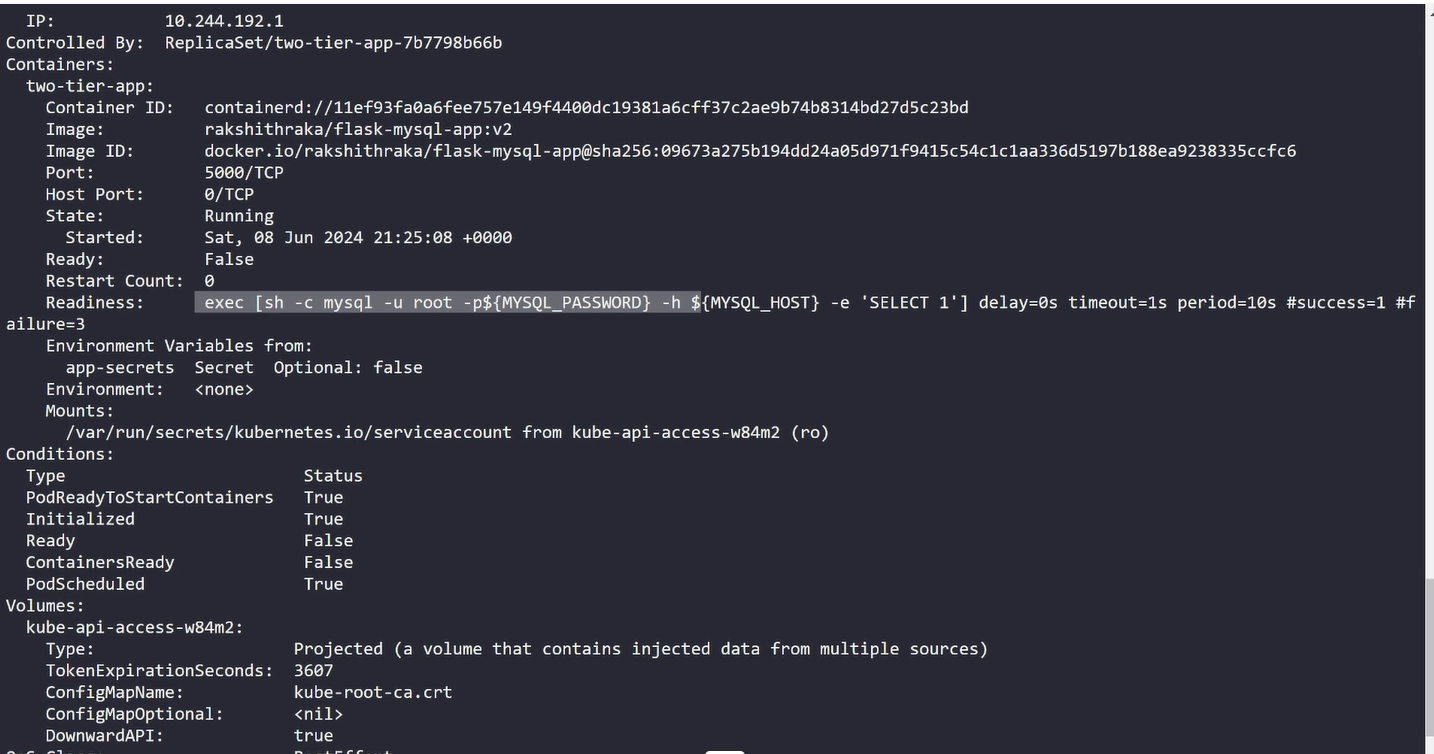 IP: 10.244.192.1
Controlled By: ReplicaSet/two-tier-app-7b7798b66b
Containers:
two-tier-app:
Container ID: containerd://11ef93fa0a6fee757e149f4400dc19381a6cff37c2ae9b74b8314bd27d5c23bd
Image: rakshithraka/flask-mysql-app:v2
Image ID: docker.io/rakshithraka/flask-mysql-app@sha256:09673a275b194dd24a05d971f9415c54c1c1aa336d5197b188ea9238335ccfc6
Port: 5000/TCP
Host Port: 0/TCP
State: Running
Started: Sat, 08 Jun 2024 21:25:08 +0000
Ready: False
Restart Count: 0
Readiness: exec [sh -c mysql -u root -p${MYSQL_PASSWORD} -h ${MYSQL_HOST} -e 'SELECT 1'] delay=0s timeout=1s period=10s #success=1 #f
ailure=3
Environment Variables from:
app-secrets Secret Optional: false
Environment: <none>
Mounts:
/var/run/secrets/kubernetes.io/serviceaccount from kube-api-access-w84m2 (ro)
Conditions:
Type Status
PodReadyToStartContainers True
Initialized True
Ready False
ContainersReady False
PodScheduled True
Volumes:
kube-api-access-w84m2:
Type: Projected (a volume that contains injected data from multiple sources)
TokenExpirationSeconds: 3607
ConfigMapName: kube-root-ca.crt
ConfigMapOptional: <nil>
DownwardAPI: true